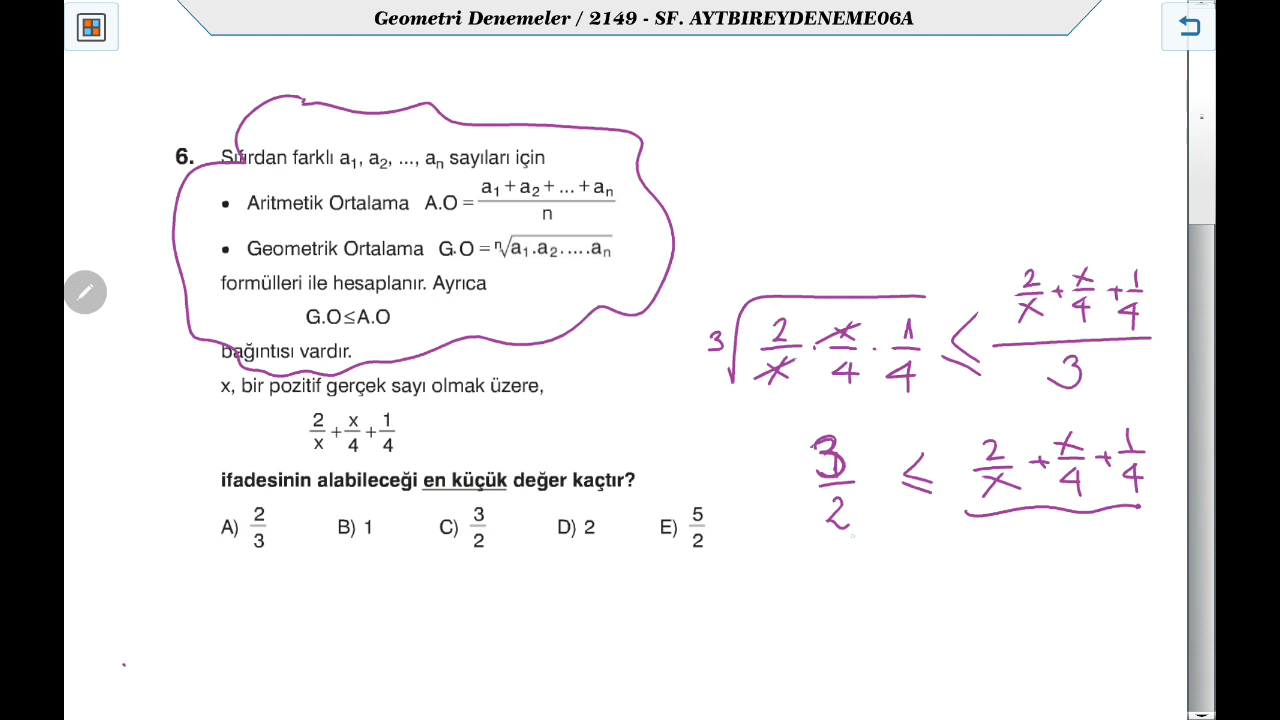 Geometri Denemeler / 2149 - SF. AYTBIREYDENEME06A
6. Sıfırdan farklı a₁, a₂, ..., aₙ sayıları için
• Aritmetik Ortalama A.O = (a₁ + a₂ + ... + aₙ) / n
• Geometrik Ortalama G.O = ⁿ√(a₁.a₂. ... .aₙ)
formülleri ile hesaplanır. Ayrıca
G.O ≤ A.O
bağıntısı vardır.
x, bir pozitif gerçek sayı olmak üzere,
2/x + x/4 + 1/4
ifadesinin alabileceği en küçük değer kaçtır?
A) 2/3 B) 1 C) 3/2 D) 2 E) 5/2
³√(2/x · x/4 · 1/4) ≤ (2/x + x/4 + 1/4) / 3
3/2 ≤ 2/x + x/4 + 1/4